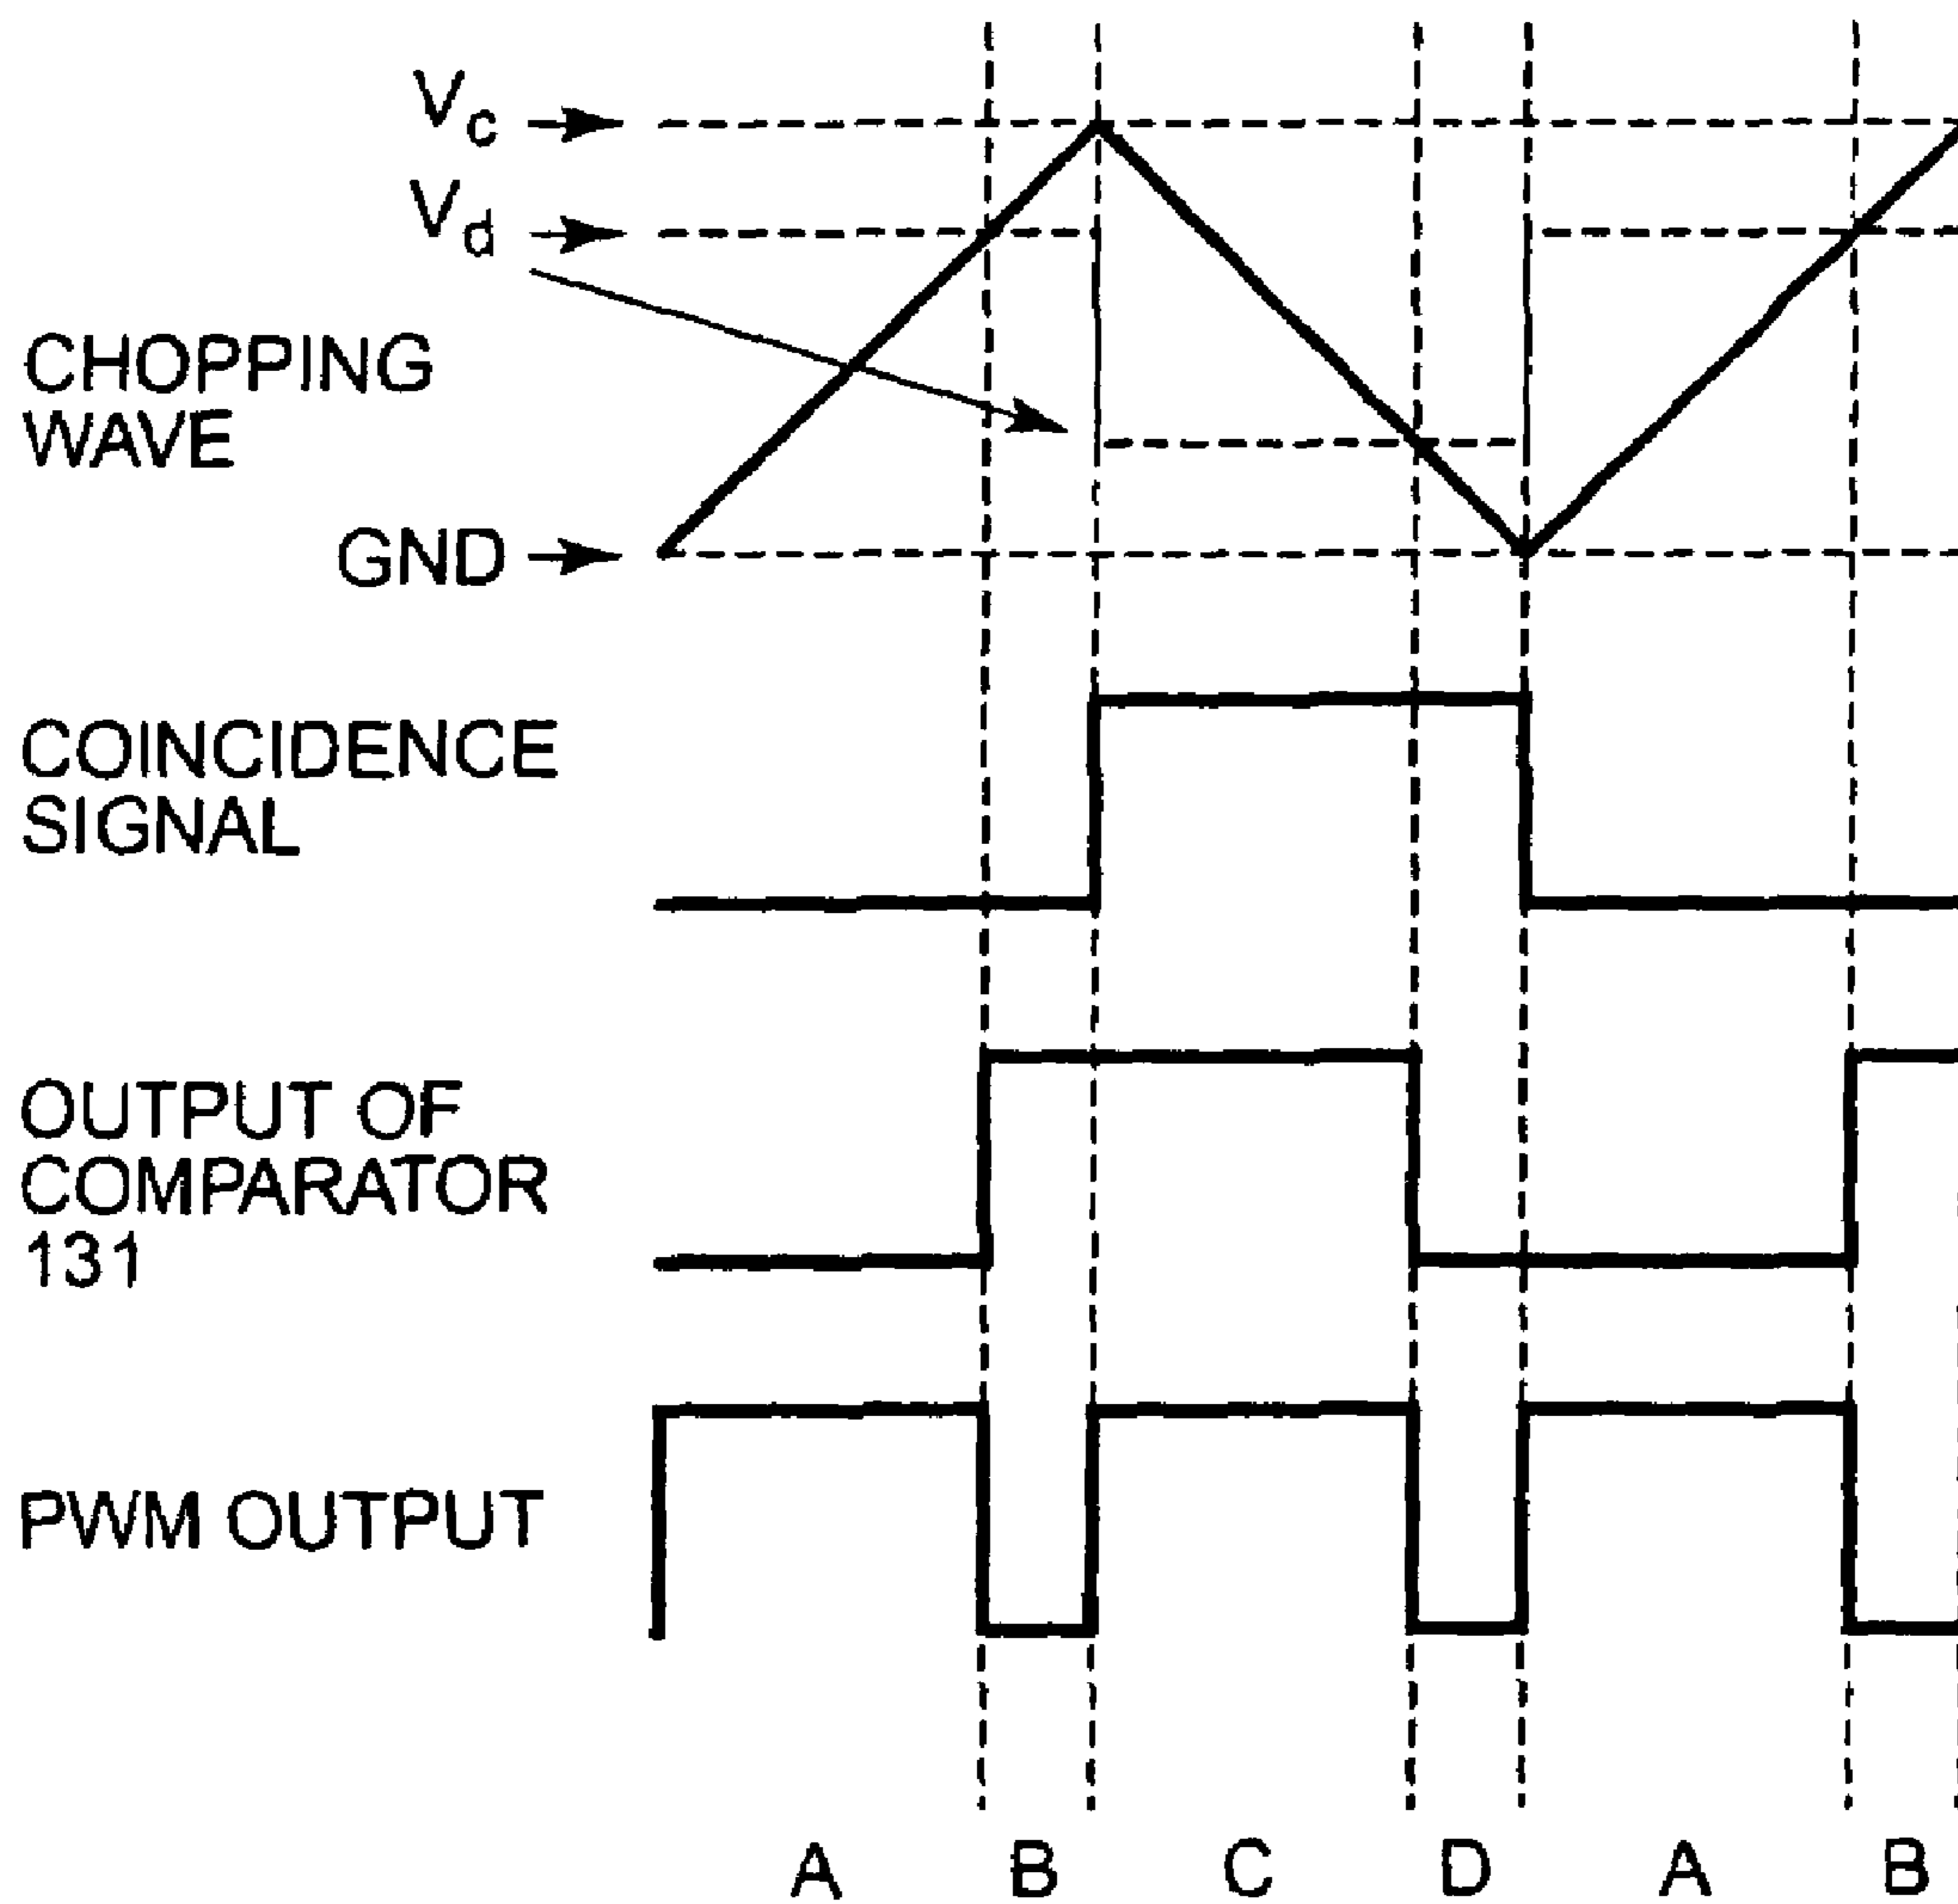 Vc
Vd
CHOPPING
WAVE
GND
COINCIDENCE
SIGNAL
OUTPUT OF
COMPARATOR
131
PWM OUTPUT
A B C D A B